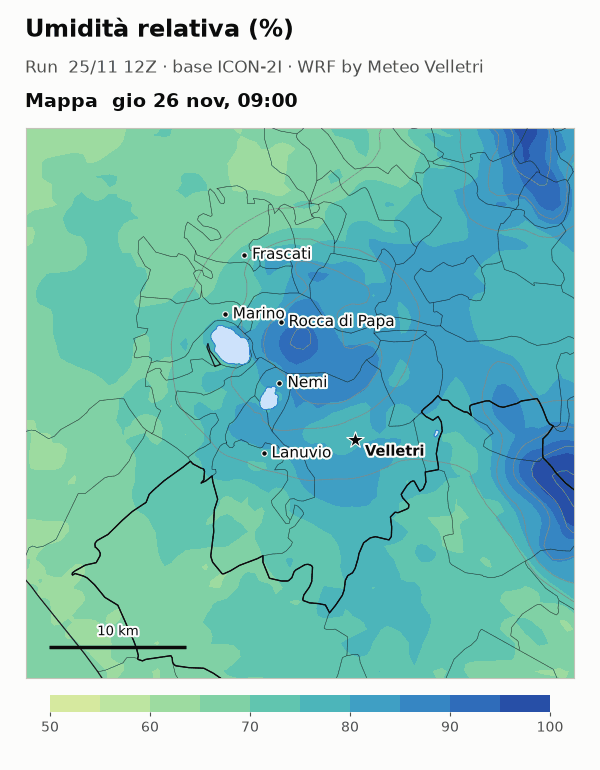 Umidità relativa (%)
Run 25/11 12Z · base ICON-2I · WRF by Meteo Velletri
Mappa gio 26 nov, 09:00
Frascati
Marino
Rocca di Papa
Nemi
Velletri
Lanuvio
10 km
50 60 70 80 90 100